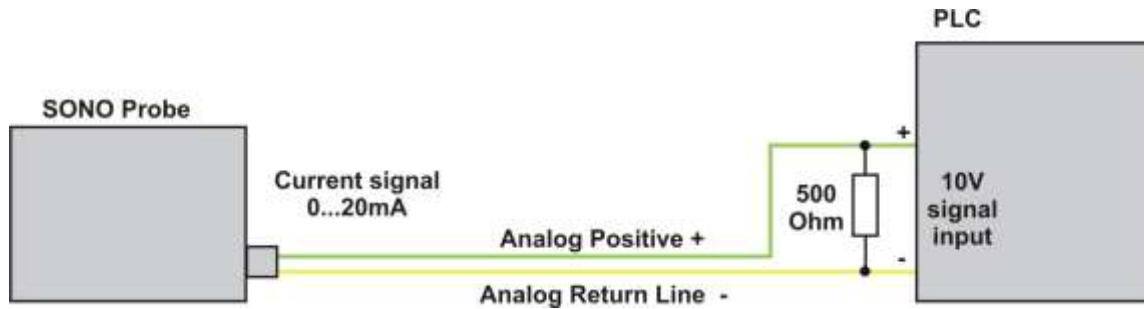 PLC
SONO Probe
Current signal
0...20mA
+
500
Ohm
10V
signal
input
Analog Positive +
-
Analog Return Line -